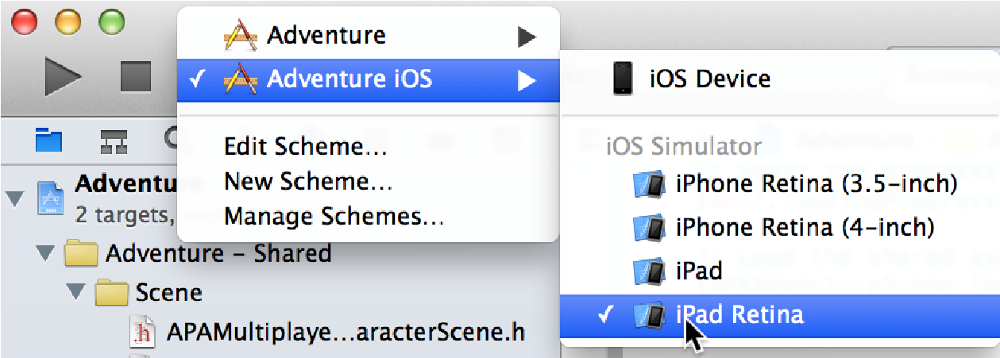 Adventure
Adventure iOS
Edit Scheme...
New Scheme...
Manage Schemes...
iOS Device
iOS Simulator
iPhone Retina (3.5-inch)
iPhone Retina (4-inch)
iPad
iPad Retina
Adventu
2 targets,
Adventure – Shared
Scene
APAMultiplaye...aracterScene.h